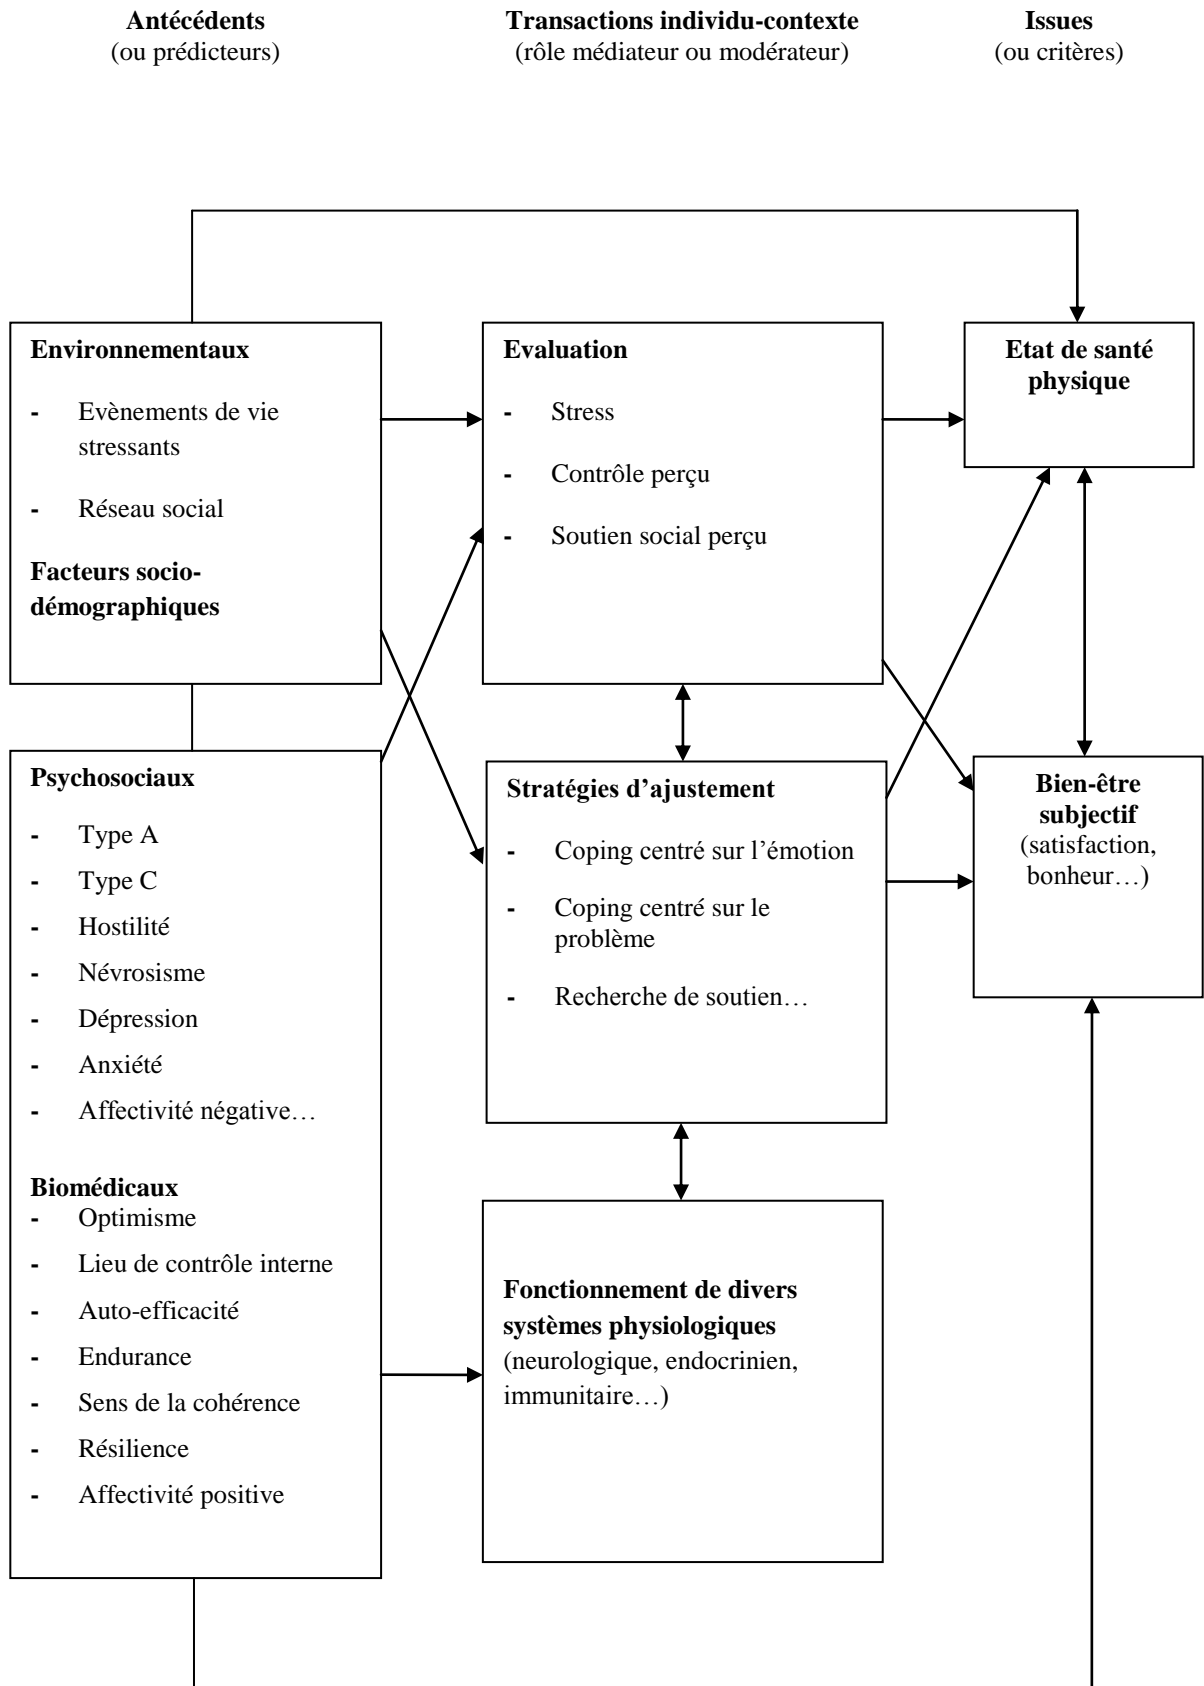 Antécédents
(ou prédicteurs)
Transactions individu-contexte
(rôle médiateur ou modérateur)
Issues
(ou critères)
Environnementaux
- Evènements de vie
stressants
- Réseau social
Facteurs socio-
démographiques
Psychosociaux
- Type A
- Type C
- Hostilité
- Névrosisme
- Dépression
- Anxiété
- Affectivité négative…
Biomédicaux
- Optimisme
- Lieu de contrôle interne
- Auto-efficacité
- Endurance
- Sens de la cohérence
- Résilience
- Affectivité positive
Evaluation
- Stress
- Contrôle perçu
- Soutien social perçu
Stratégies d’ajustement
- Coping centré sur l’émotion
- Coping centré sur le
problème
- Recherche de soutien…
Fonctionnement de divers
systèmes physiologiques
(neurologique, endocrinien,
immunitaire…)
Etat de santé
physique
Bien-être
subjectif
(satisfaction,
bonheur…)